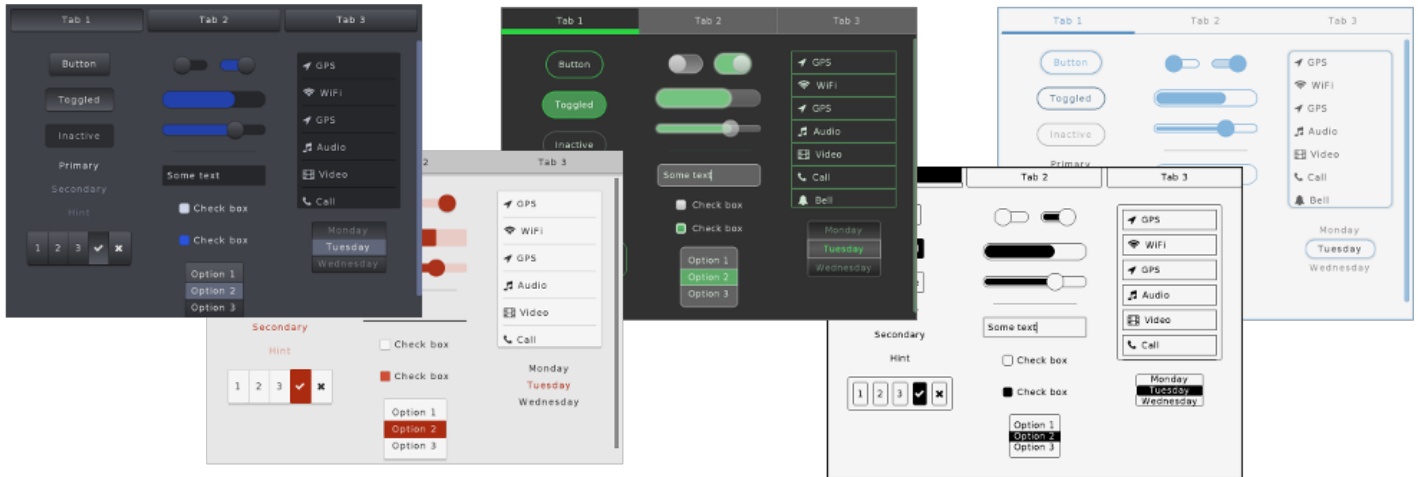 Tab 1
Tab 2
Tab 3
Button
Toggled
Inactive
Primary
Secondary
Hint
1 2 3
Some text
Check box
Check box
Option 1
Option 2
Option 3
GPS
WiFi
GPS
Audio
Video
Call
Monday
Tuesday
Wednesday
2
Tab 3
Secondary
Hint
1 2 3
Check box
Check box
Option 1
Option 2
Option 3
GPS
WiFi
GPS
Audio
Video
Call
Monday
Tuesday
Wednesday
Tab 1
Tab 2
Tab 3
Button
Toggled
Inactive
Some text
Check box
Check box
Option 1
Option 2
Option 3
GPS
WiFi
GPS
Audio
Video
Call
Bell
Monday
Tuesday
Wednesday
Tab 2
Tab 3
Secondary
Hint
1 2 3
Some text
Check box
Check box
Option 1
Option 2
Option 3
GPS
WiFi
GPS
Audio
Video
Call
Monday
Tuesday
Wednesday
Tab 1
Tab 2
Tab 3
Button
Toggled
Inactive
Primary
GPS
WiFi
GPS
Audio
Video
Call
Bell
Monday
Tuesday
Wednesday